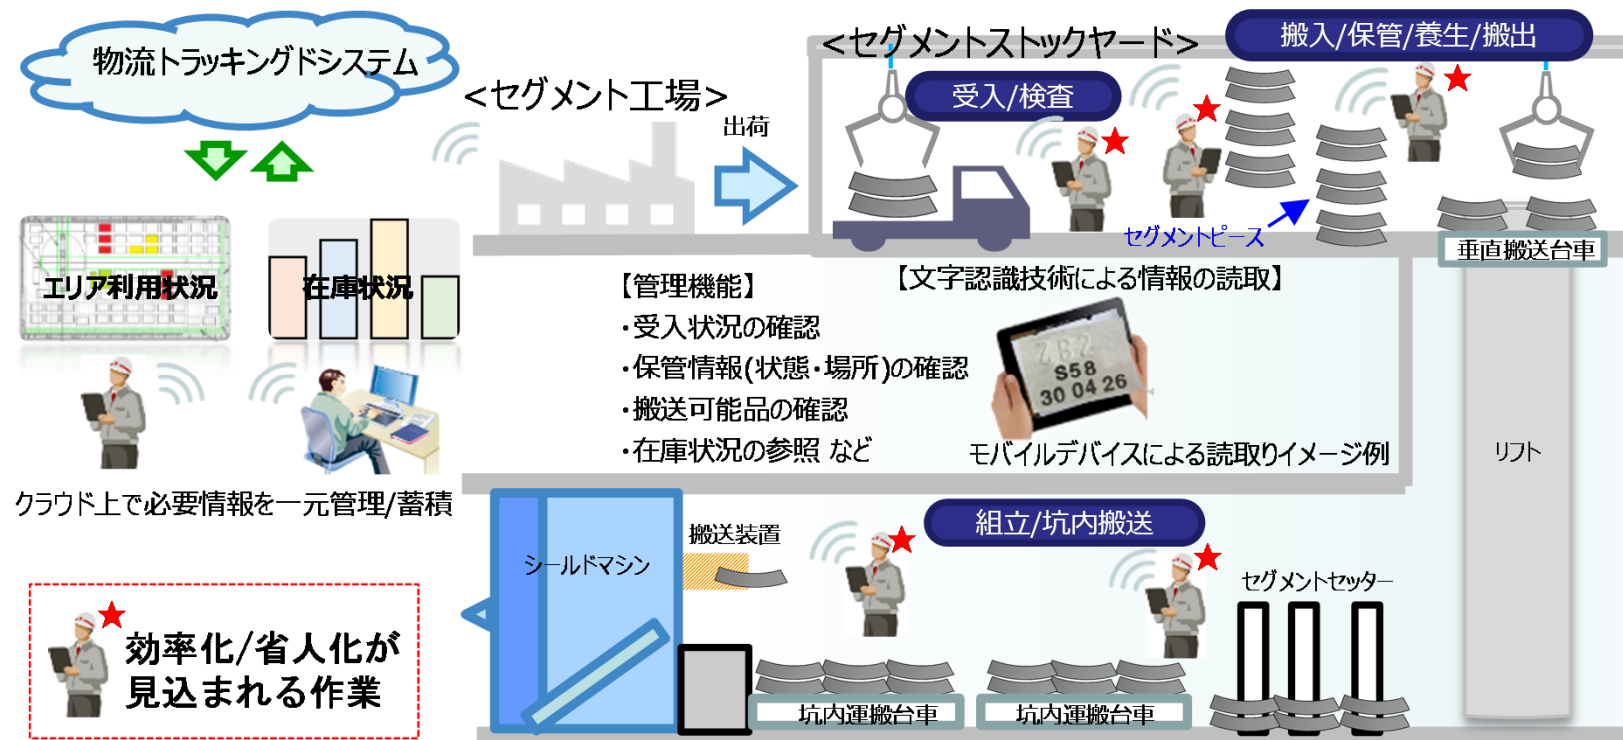 物流トラッキングドシステム
<セグメント工場>
出荷
<セグメントストックヤード>
搬入/保管/養生/搬出
受入/検査
セグメントピース
垂直搬送台車
エリア利用状況
在庫状況
【管理機能】
・受入状況の確認
・保管情報(状態・場所)の確認
・搬送可能品の確認
・在庫状況の参照 など
【文字認識技術による情報の読取】
2B2
S58
30 04 26
モバイルデバイスによる読取りイメージ例
リフト
クラウド上で必要情報を一元管理/蓄積
シールドマシン
搬送装置
組立/坑内搬送
セグメントセッター
坑内運搬台車
坑内運搬台車
効率化/省人化が
見込まれる作業